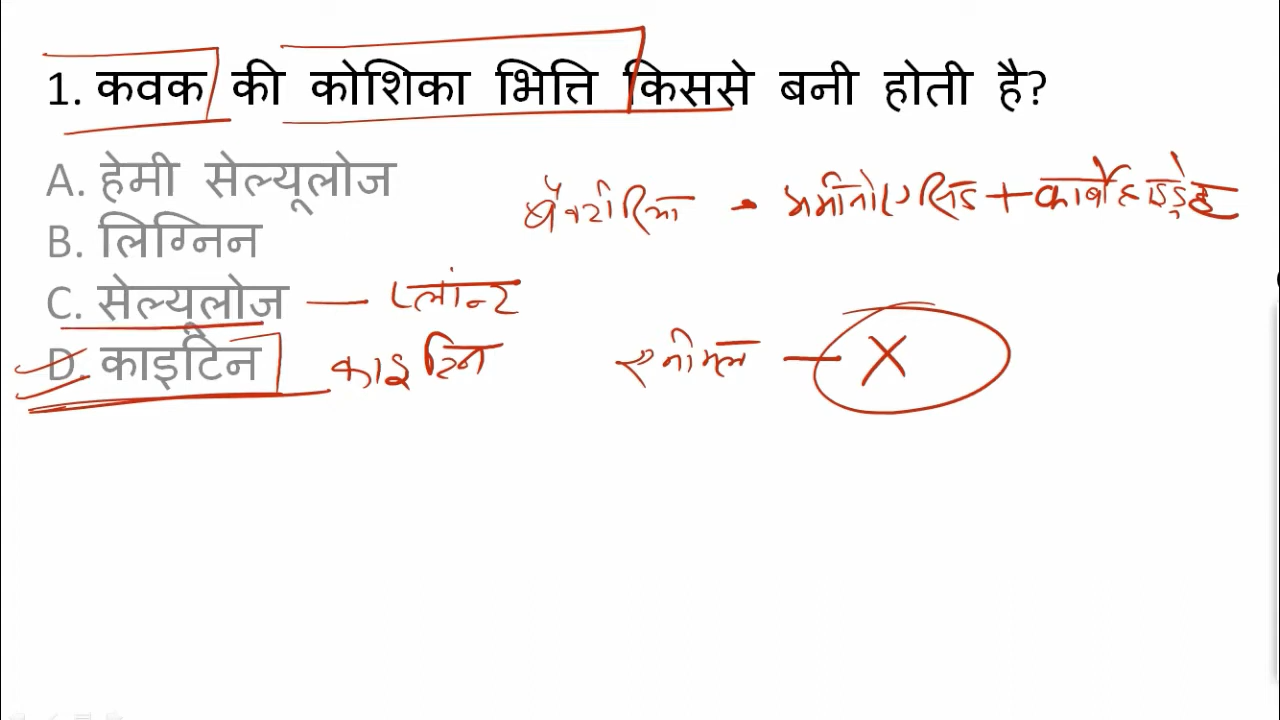 1. कवक की कोशिका भित्ति किससे बनी होती है?
A. हेमी सेल्यूलोज
बैक्टीरिया - अमीनो एसिड + कार्बोहाइड्रेट
B. लिग्निन
C. सेल्यूलोज — प्लान्ट
D. काइटिन काइटिन एनीमल — X